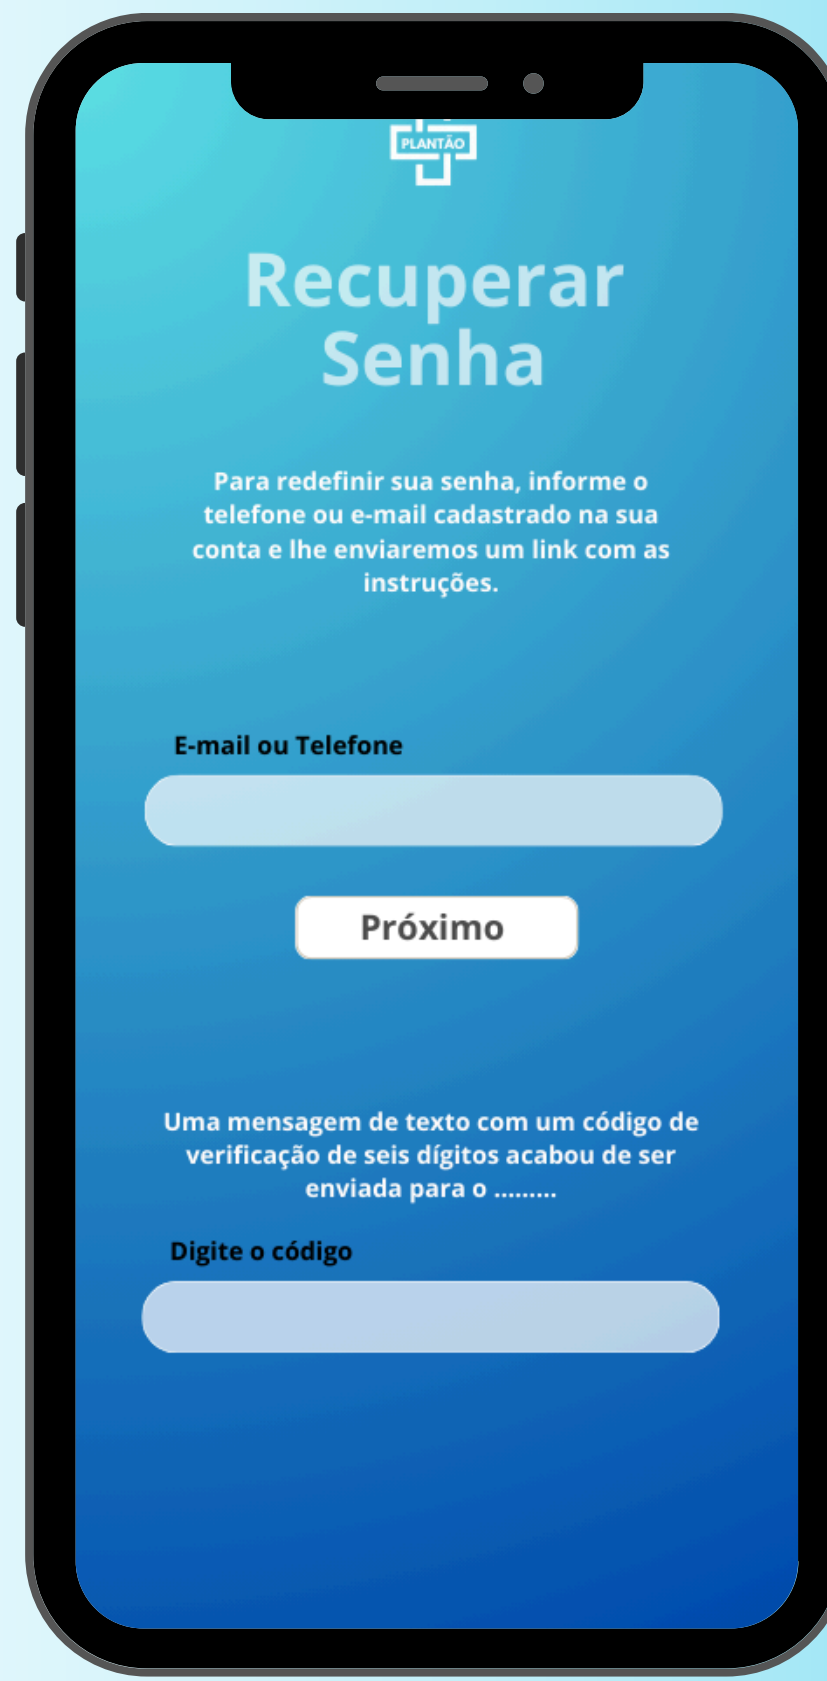 PLANTÃO
Recuperar
Senha
Para redefinir sua senha, informe o
telefone ou e-mail cadastrado na sua
conta e lhe enviaremos um link com as
instruções.
E-mail ou Telefone
Próximo
Uma mensagem de texto com um código de
verificação de seis dígitos acabou de ser
enviada para o .........
Digite o código